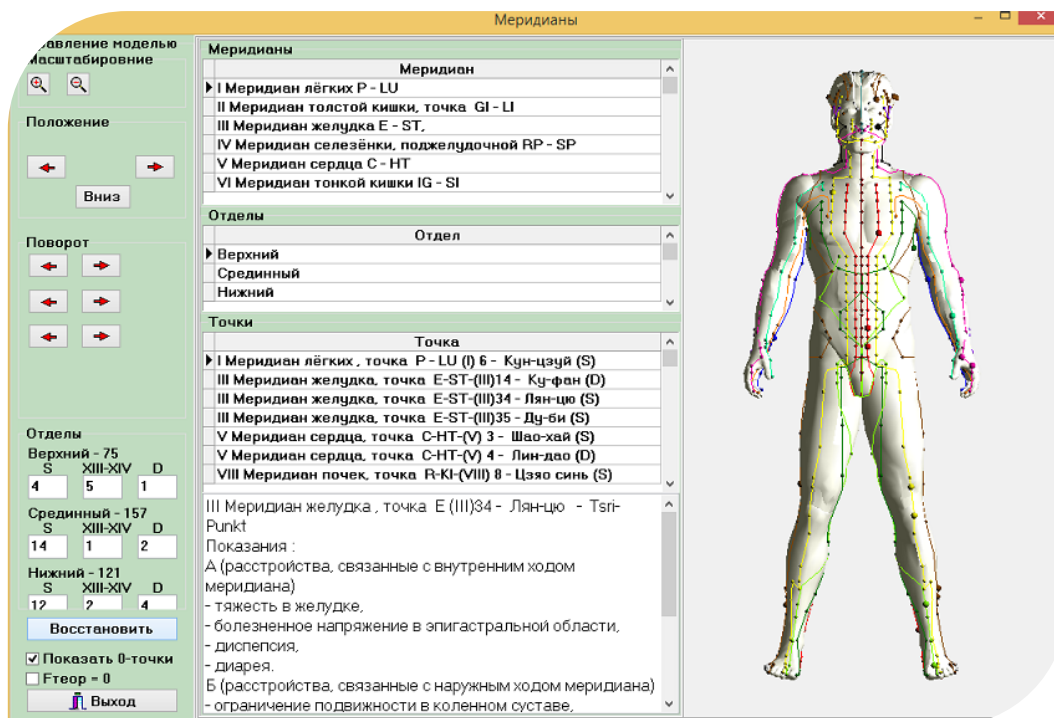 Меридианы
равление моделью
Масштабировние
Положение
Вниз
Поворот
Отделы
Верхний - 75
S XIII-XIV D
4 5 1
Срединный - 157
S XIII-XIV D
14 1 2
Нижний - 121
S XIII-XIV D
12 2 4
Восстановить
Показать 0-точки
Fтеор = 0
Выход
Меридианы
Меридиан
I Меридиан лёгких P - LU
II Меридиан толстой кишки, точка GI - LI
III Меридиан желудка E - ST,
IV Меридиан селезёнки, поджелудочной RP - SP
V Меридиан сердца C - HT
VI Меридиан тонкой кишки IG - SI
Отделы
Отдел
Верхний
Срединный
Нижний
Точки
Точка
I Меридиан лёгких , точка P - LU (I) 6 - Кун-цзуй (S)
III Меридиан желудка, точка E-ST-(III)14 - Ку-фан (D)
III Меридиан желудка, точка E-ST-(III)34 - Лян-цю (S)
III Меридиан желудка, точка E-ST-(III)35 - Ду-би (S)
V Меридиан сердца, точка C-HT-(V) 3 - Шао-хай (S)
V Меридиан сердца, точка C-HT-(V) 4 - Лин-дао (D)
VIII Меридиан почек, точка R-KI-(VIII) 8 - Цзяо синь (S)
III Меридиан желудка , точка E (III)34 - Лян-цю - Tsri-
Punkt
Показания :
А (расстройства, связанные с внутренним ходом
меридиана)
- тяжесть в желудке,
- болезненное напряжение в эпигастральной области,
- диспепсия,
- диарея.
Б (расстройства, связанные с наружным ходом меридиана)
- ограничение подвижности в коленном суставе,